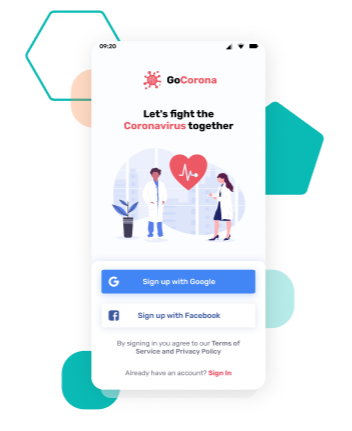 09:20
GoCorona
Let's fight the
Coronavirus together
Sign up with Google
Sign up with Facebook
By signing in you agree to our Terms of
Service and Privacy Policy
Already have an account? Sign In